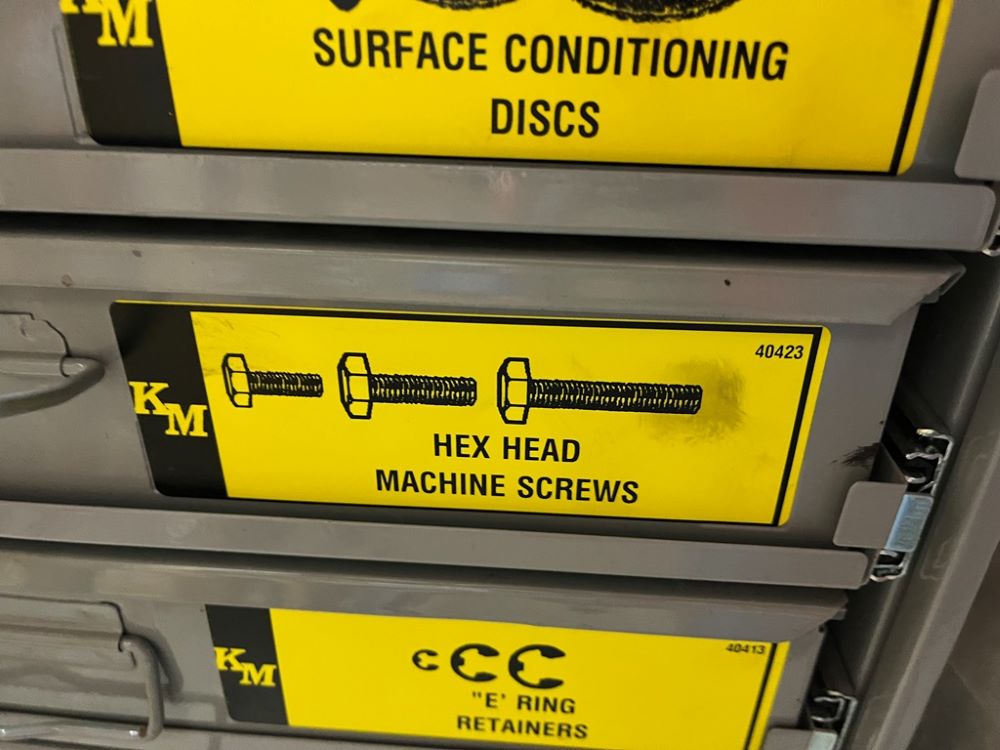 KM
SURFACE CONDITIONING
DISCS
40423
KM
HEX HEAD
MACHINE SCREWS
40413
KM
"E' RING
RETAINERS